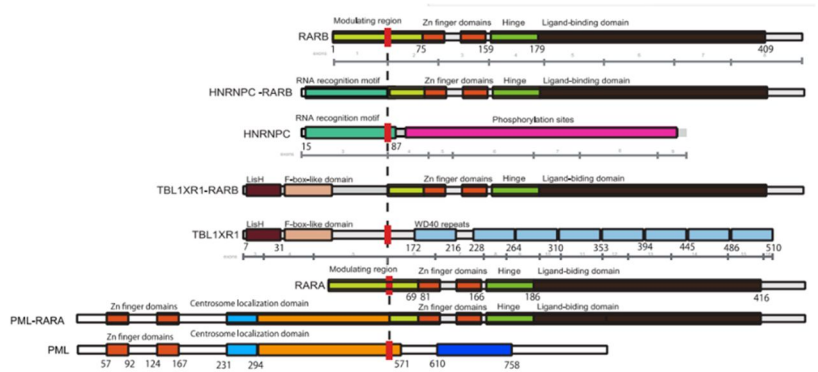 Modulating region Zn finger domains Hinge Ligand-binding domain
RARB
1 75 159 179 409
exons
RNA recognition motif Zn finger domains Hinge Ligand-binding domain
HNRNPC-RARB
RNA recognition motif Phosphorylation sites
HNRNPC
15 87
exons
LisH F-box-like domain Zn finger domains Hinge Ligand-biding domain
TBL1XR1-RARB
LisH F-box-like domain WD40 repeats
TBL1XR1
7 31 172 216 228 264 310 353 394 445 486 510
exons
Modulating region Zn finger domains Hinge Ligand-biding domain
RARA
69 81 166 186 416
Zn finger domains Centrosome localization domain Zn finger domains Hinge Ligand-biding domain
PML-RARA
Zn finger domains Centrosome localization domain
PML
57 92 124 167 231 294 571 610 758